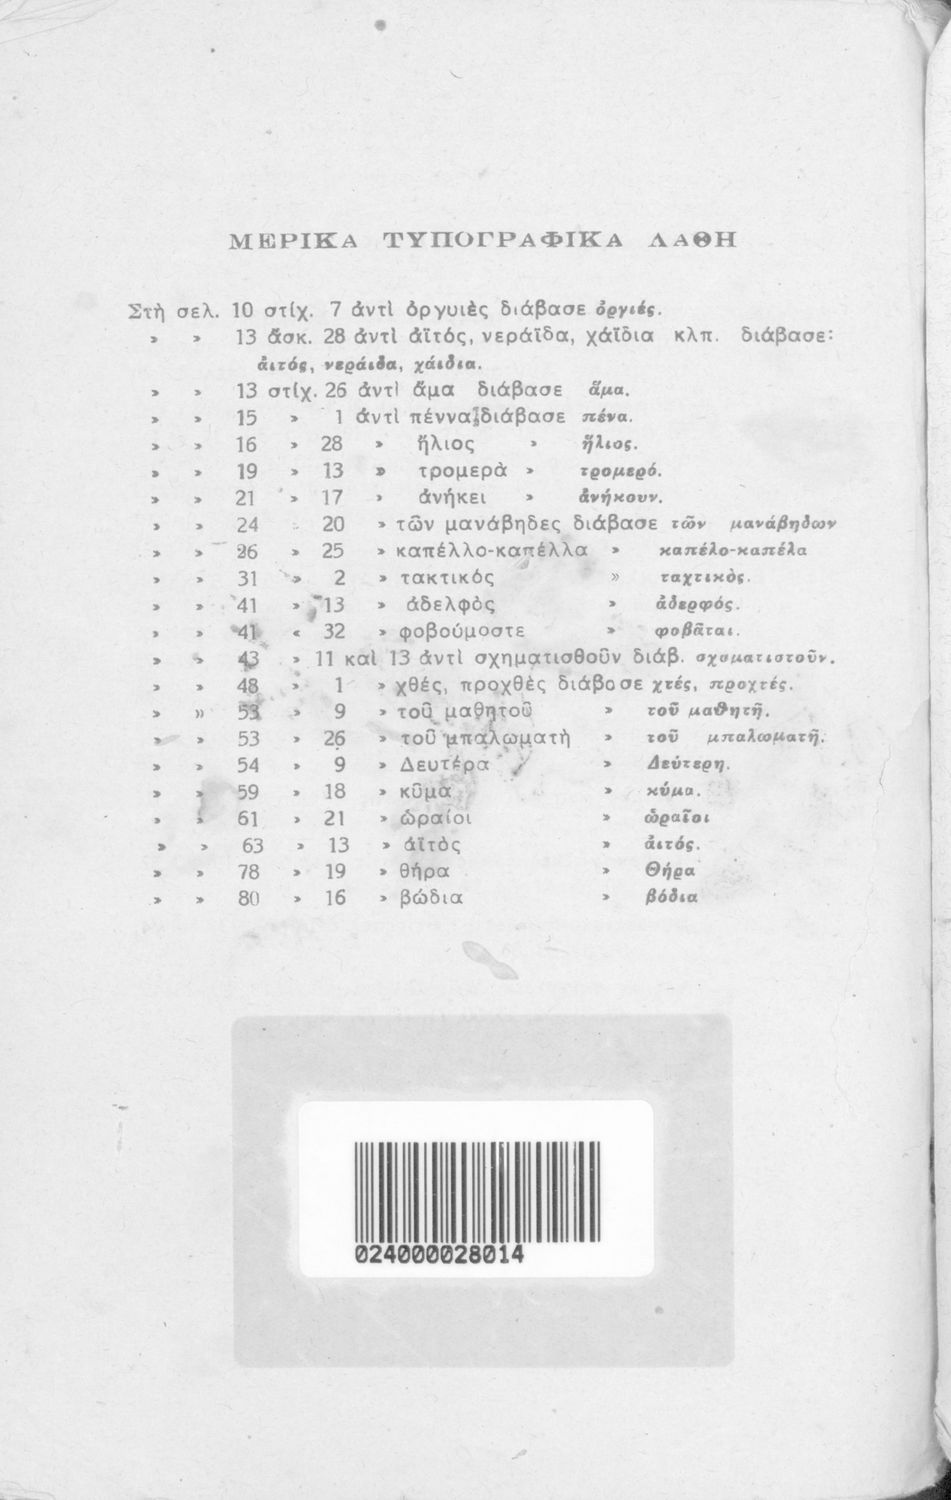 ΜΕΡΙΚΑ ΤΥΠΟΓΡΑΦΙΚΑ ΛΑΘΗ
Στὴ σελ. 10 στίχ. 7 ἀντὶ ὀργυιὲς διάβασε ὀργιές.
» » 13 ἄσκ. 28 ἀντὶ ἀϊτός, νεράϊδα, χάϊδια κλπ. διάβασε:
ἀιτός, νεράιδα, χάιδια.
» » 13 στίχ. 26 ἀντὶ ἄμα διάβασε ἅμα.
» » 15 » 1 ἀντὶ πέννα διάβασε πένα.
» » 16 » 28 » ἥλιος » ἥλιος.
» » 19 » 13 » τρομερὰ » τρομερό.
» » 21 » 17 » ἀνήκει » ἀνήκουν.
» » 24 » 20 » τῶν μανάβηδες διάβασε τῶν μανάβηδων
» » 26 » 25 » καπέλλο-καπέλλα » καπέλο-καπέλα
» » 31 » 2 » τακτικός » ταχτικὸς.
» » 41 » 13 » ἀδελφὸς » ἀδερφός.
» » 41 « 32 » φοβούμοστε » φοβᾶται.
» » 43 » 11 καὶ 13 ἀντὶ σχηματισθοῦν διάβ. σχηματιστοῦν.
» » 48 » 1 » χθές, προχθὲς διάβασε χτές, προχτές.
» » 53 » 9 » τοῦ μαθητοῦ » τοῦ μαθητῆ.
» » 53 » 26 » τοῦ μπαλωματὴ » τοῦ μπαλωματῆ.
» » 54 » 9 » Δευτέρα » Δεύτερη.
» » 59 » 18 » κῦμα » κύμα.
» » 61 » 21 » ὡραίοι » ὡραῖοι
» » 63 » 13 » ἀϊτὸς » ἀιτός.
» » 78 » 19 » θήρα » Θήρα
» » 80 » 16 » βώδια » βόδια
024000028014